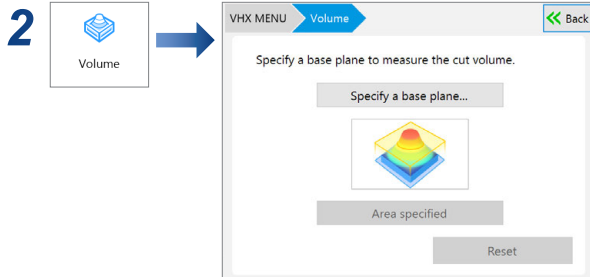 2
Volume
VHX MENU Volume
Back
Specify a base plane to measure the cut volume.
Specify a base plane...
Area specified
Reset